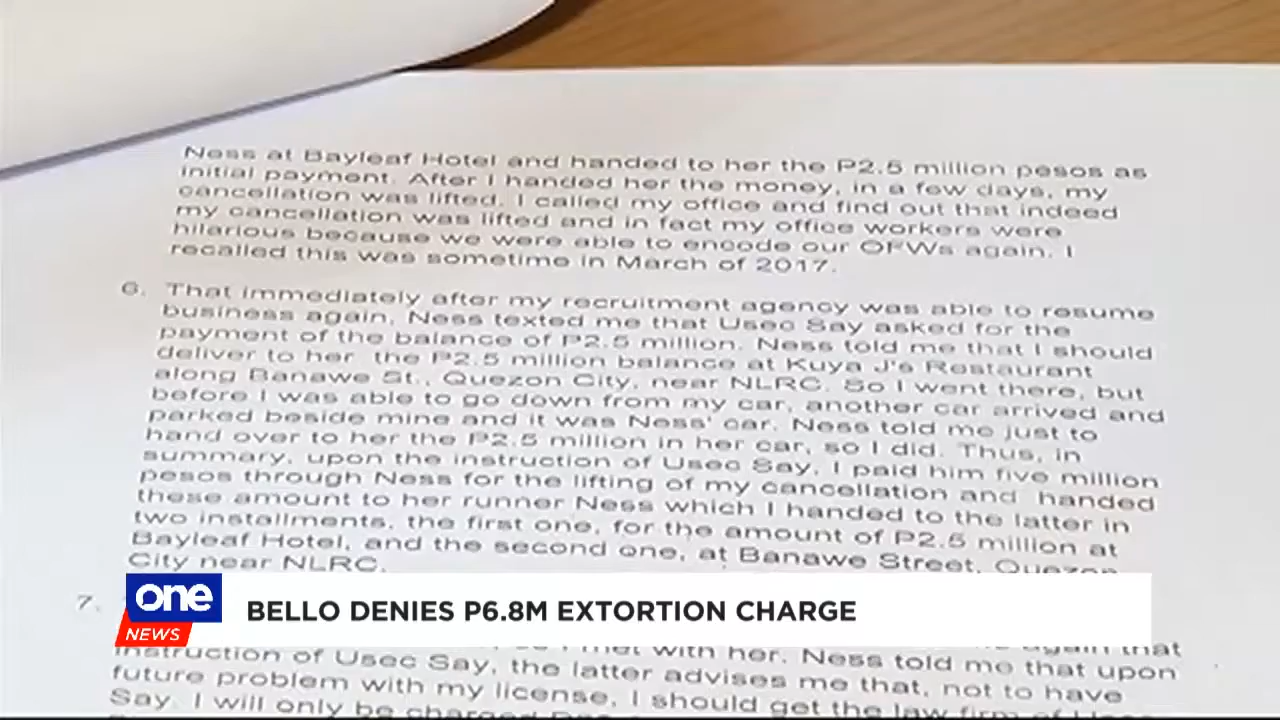 Ness at Bayleaf Hotel and handed to her the P2.5 million pesos as
initial payment. After I handed her the money, in a few days, my
cancellation was lifted. I called my office and find out that indeed
my cancellation was lifted and in fact my office workers were
hilarious because we were able to encode our OFWs again. I
recalled this was sometime in March of 2017.
6. That immediately after my recruitment agency was able to resume
business again, Ness texted me that Usec Say asked for the
payment of the balance of P2.5 million. Ness told me that I should
deliver to her the P2.5 million balance at Kuya J's Restaurant
along Banawe St., Quezon City, near NLRC. So I went there, but
before I was able to go down from my car, another car arrived and
parked beside mine and it was Ness' car. Ness told me just to
hand over to her the P2.5 million in her car, so I did. Thus, in
summary, upon the instruction of Usec Say, I paid him five million
pesos through Ness for the lifting of my cancellation and handed
these amount to her runner Ness which I handed to the latter in
two installments, the first one, for the amount of P2.5 million at
Bayleaf Hotel, and the second one, at Banawe Street, Quezon
City near NLRC.
7.
one
NEWS
BELLO DENIES P6.8M EXTORTION CHARGE
met with her. Ness told me that upon
instruction of Usec Say, the latter advises me that, not to have
future problem with my license, I should get the law firm of
Say. I will only be charged